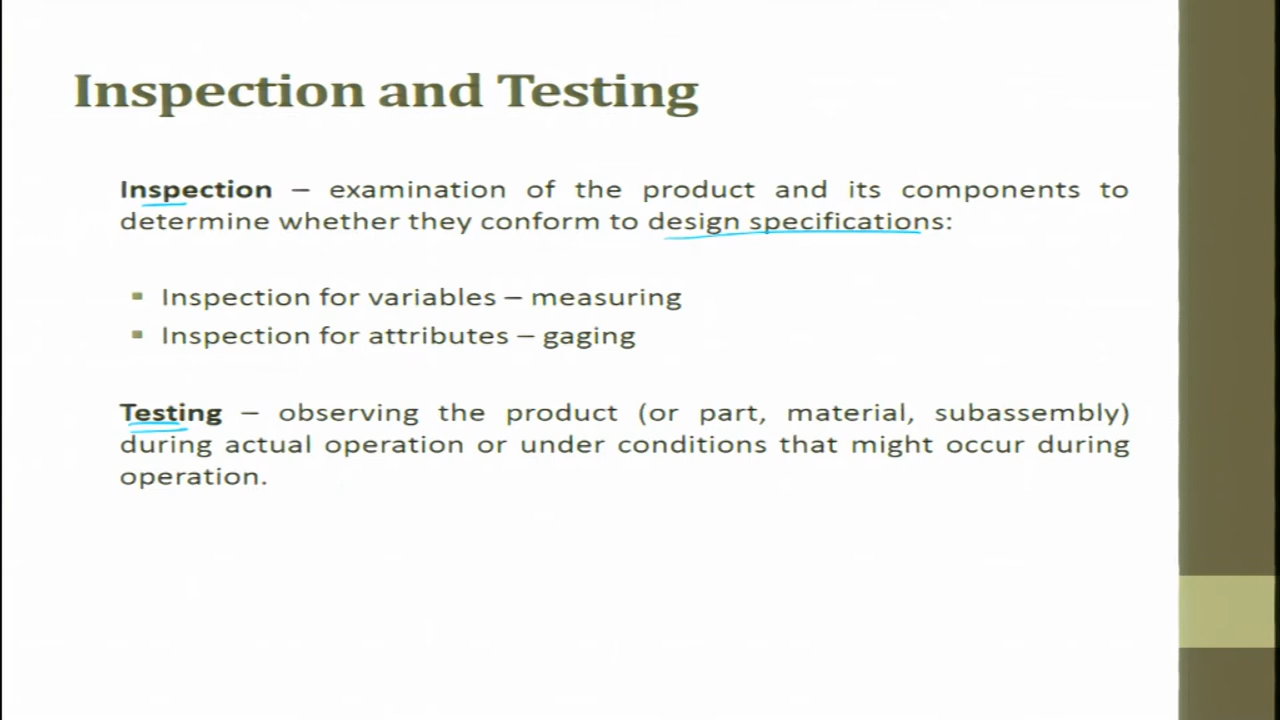 Inspection and Testing
Inspection – examination of the product and its components to
determine whether they conform to design specifications:
▪ Inspection for variables – measuring
▪ Inspection for attributes – gaging
Testing – observing the product (or part, material, subassembly)
during actual operation or under conditions that might occur during
operation.